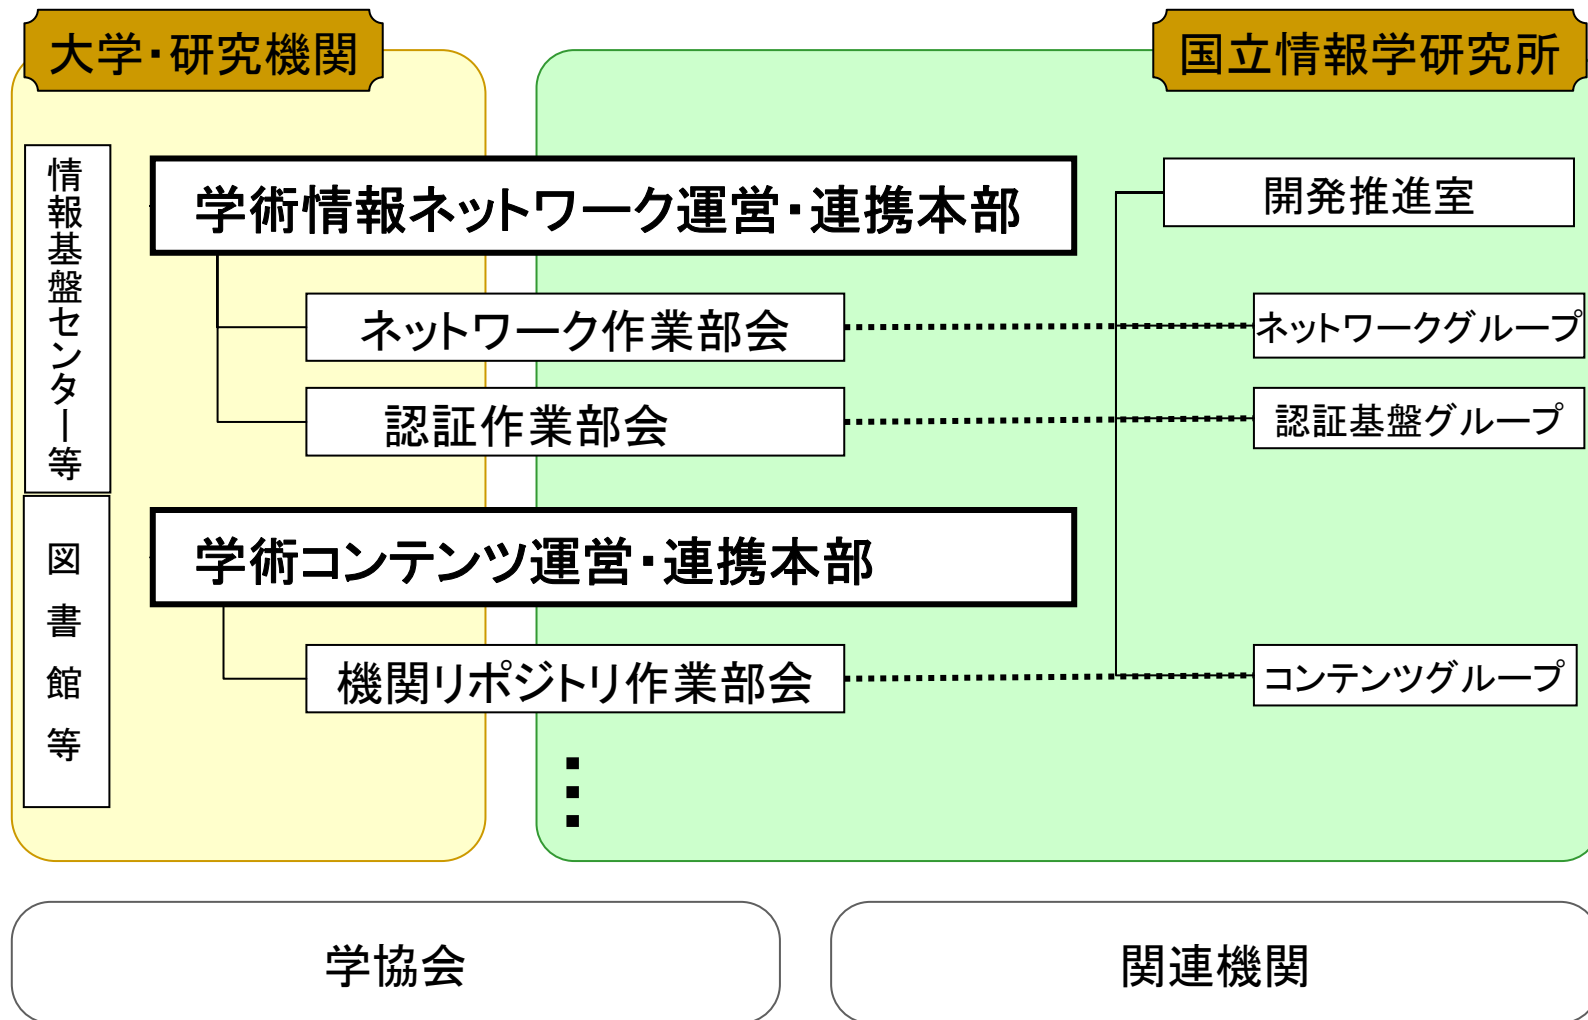 大学・研究機関
国立情報学研究所
情報基盤センター等
学術情報ネットワーク運営・連携本部
開発推進室
ネットワーク作業部会
ネットワークグループ
認証作業部会
認証基盤グループ
図書館等
学術コンテンツ運営・連携本部
機関リポジトリ作業部会
コンテンツグループ
学協会
関連機関